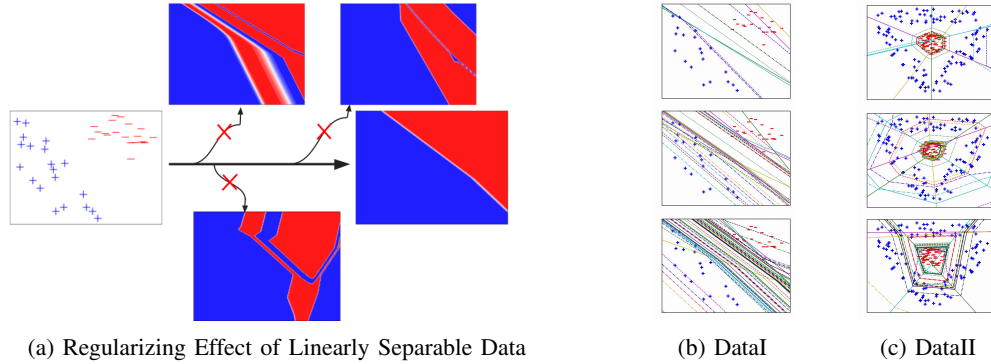 (a) Regularizing Effect of Linearly Separable Data
(b) DataI
(c) DataII